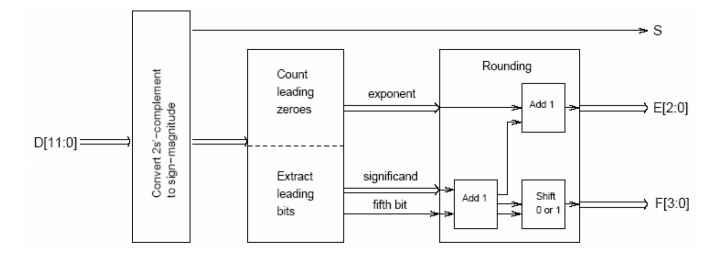 D[11:0]
Convert 2s'-complement
to sign-magnitude
Count
leading
zeroes
Extract
leading
bits
exponent
significand
fifth bit
Rounding
Add 1
Add 1
Shift
0 or 1
S
E[2:0]
F[3:0]